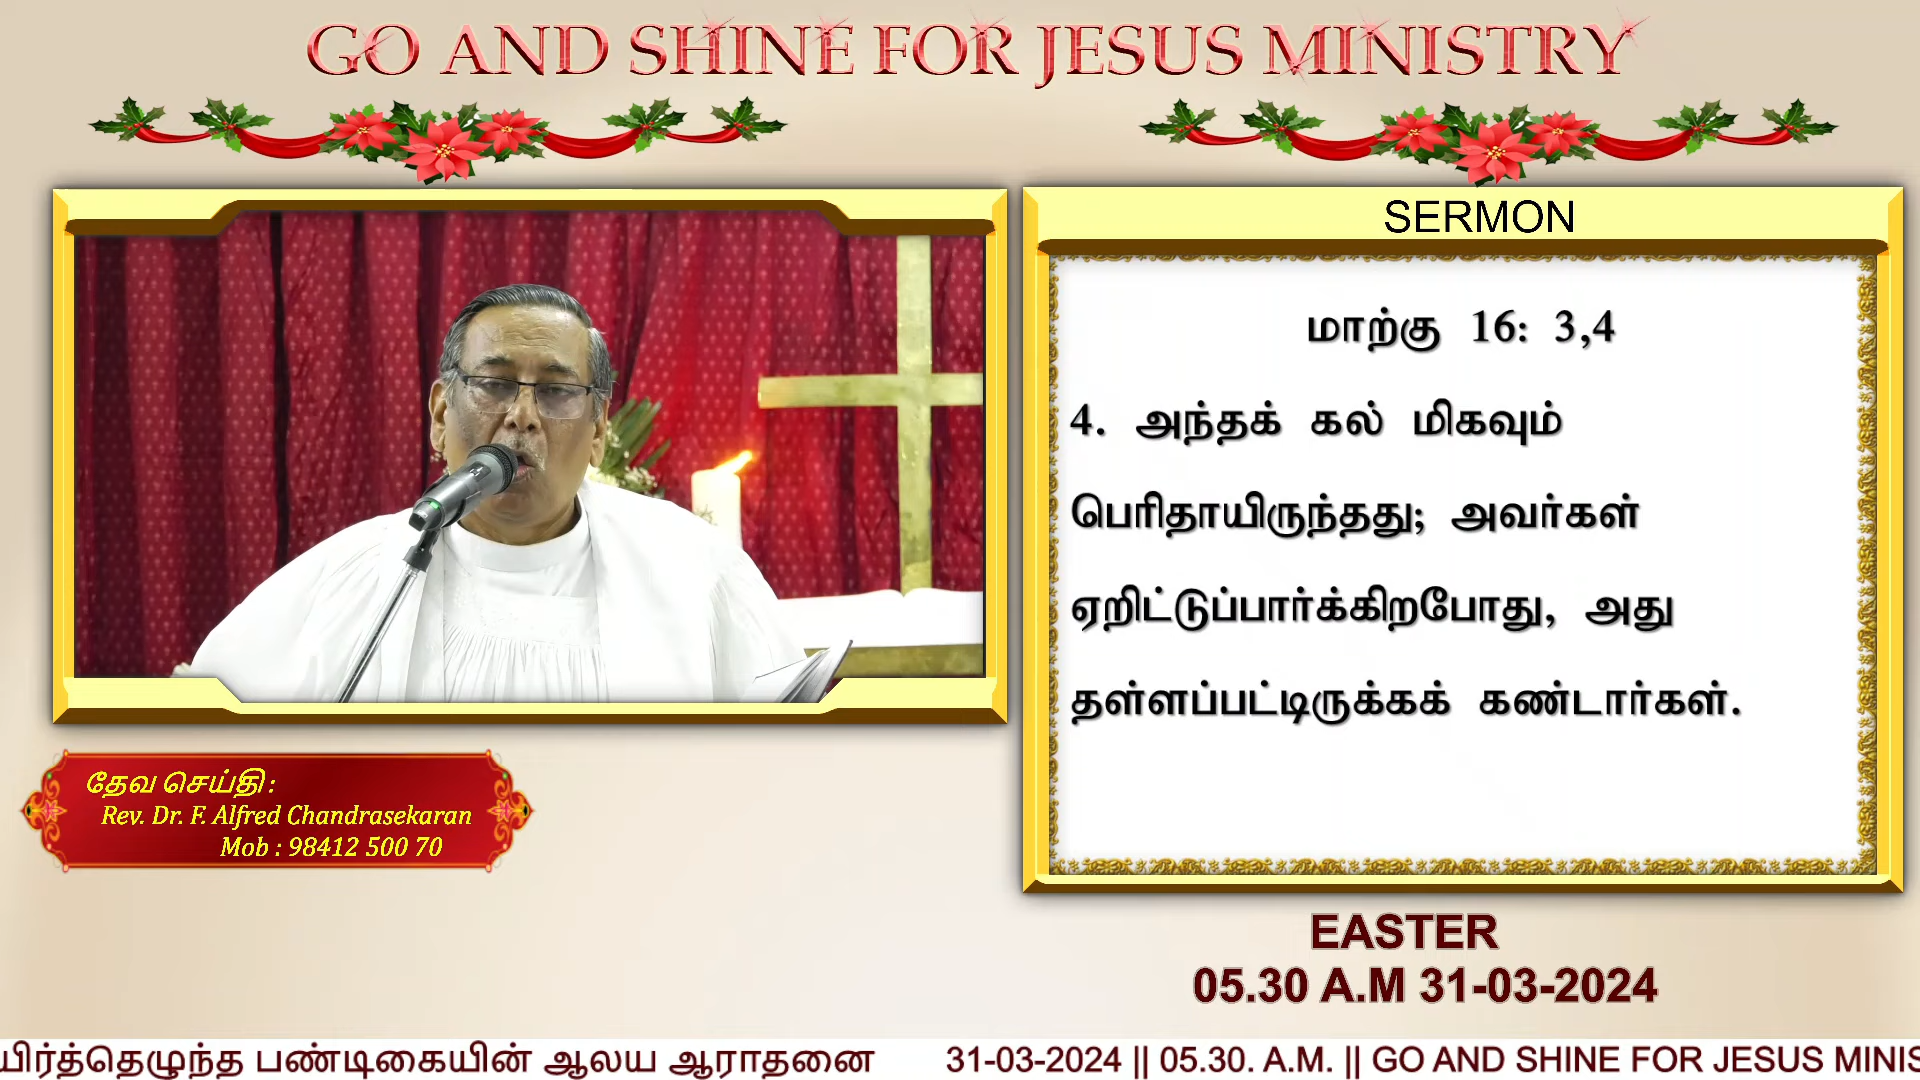 GO AND SHINE FOR JESUS MINISTRY
SERMON
மாற்கு 16: 3,4
4. அந்தக் கல் மிகவும்
பெரிதாயிருந்தது; அவர்கள்
ஏறிட்டுப்பார்க்கிறபோது, அது
தள்ளப்பட்டிருக்கக் கண்டார்கள்.
தேவ செய்தி:
Rev. Dr. F. Alfred Chandrasekaran
Mob : 98412 500 70
EASTER
05.30 A.M 31-03-2024
யிர்த்தெழுந்த பண்டிகையின் ஆலய ஆராதனை 31-03-2024 || 05.30. A.M. || GO AND SHINE FOR JESUS MINIS